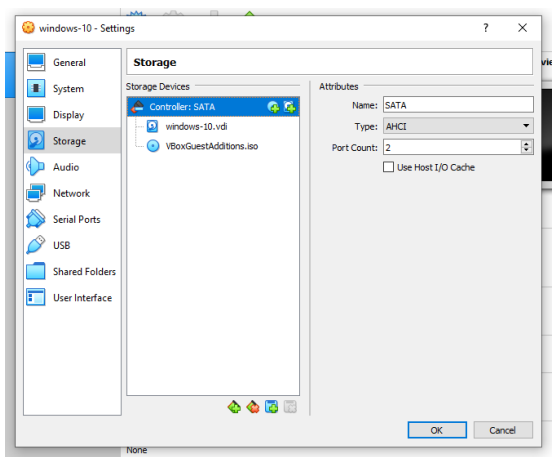 windows-10 - Settings
? ×
General
System
Display
Storage
Audio
Network
Serial Ports
USB
Shared Folders
User Interface
Storage
Storage Devices
Controller: SATA
windows-10.vdi
VBoxGuestAdditions.iso
Attributes
Name: SATA
Type: AHCI
Port Count: 2
Use Host I/O Cache
OK Cancel
None